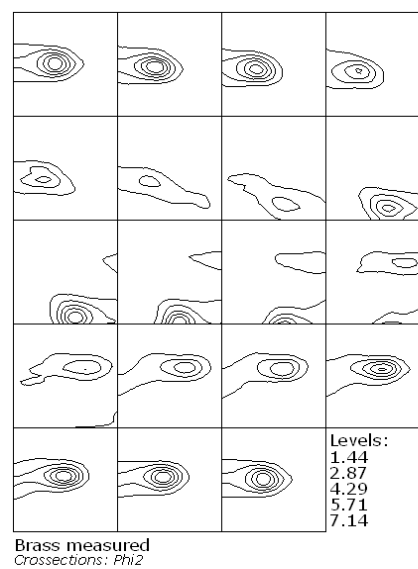 Levels:
1.44
2.87
4.29
5.71
7.14
Brass measured
Crossections: Phi2